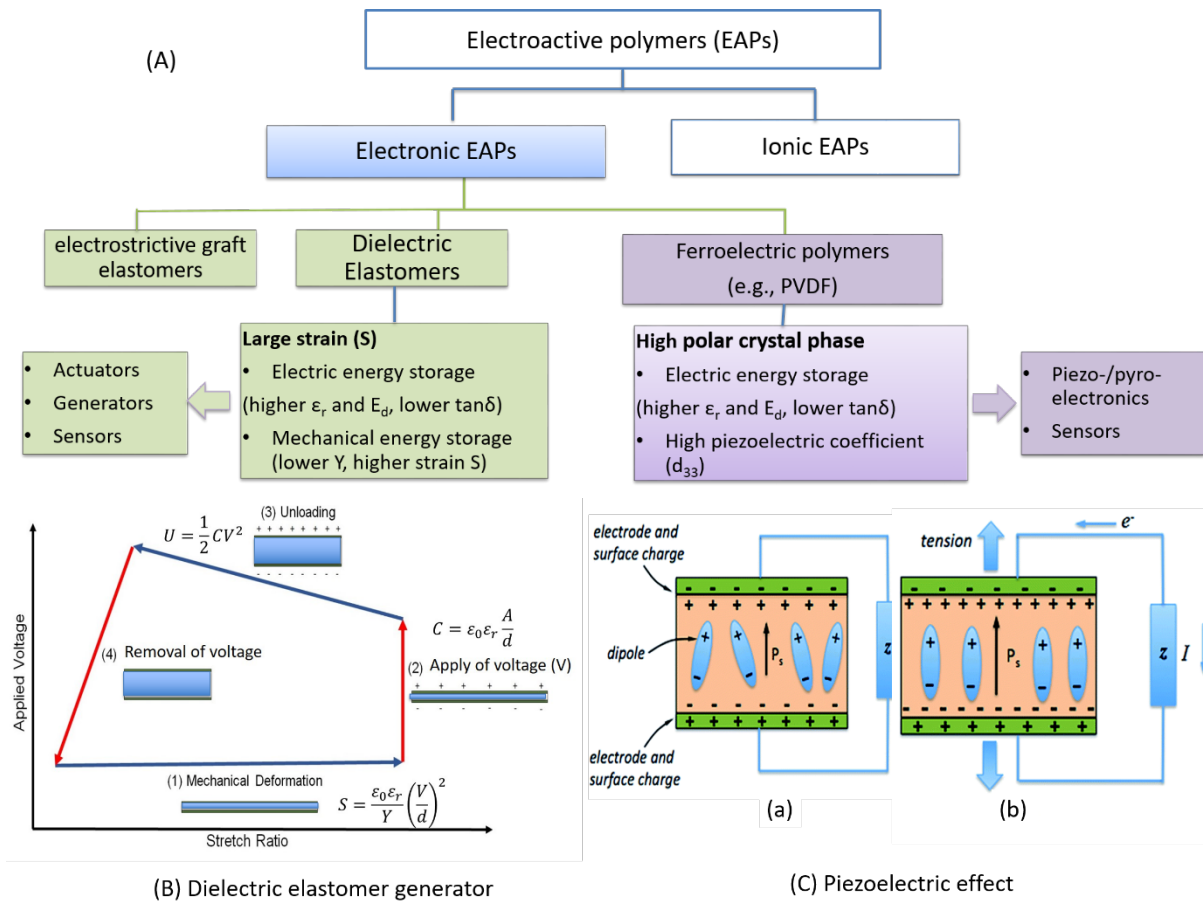 (A)
Electroactive polymers (EAPs)
Electronic EAPs
Ionic EAPs
electrostrictive graft
elastomers
Dielectric
Elastomers
Ferroelectric polymers
(e.g., PVDF)
Large strain (S)
• Electric energy storage
(higher εr and Ed, lower tanδ)
• Mechanical energy storage
(lower Y, higher strain S)
• Actuators
• Generators
• Sensors
High polar crystal phase
• Electric energy storage
(higher εr and Ed, lower tanδ)
• High piezoelectric coefficient
(d33)
• Piezo-/pyro-
electronics
• Sensors
Applied Voltage
(3) Unloading
+ + + + + + + +
- - - - - -
U = 1/2 CV²
C = ε0εr A/d
(4) Removal of voltage
(2) Apply of voltage (V)
+ + + + + +
- - - - - -
(1) Mechanical Deformation
S = ε0εr/Y (V/d)²
Stretch Ratio
(B) Dielectric elastomer generator
electrode and
surface charge
dipole
electrode and
surface charge
- - - - - - -
+ + + + + + +
+ + + +
Ps
- - - -
- - - - - - -
+ + + + + + +
z
(a)
tension
e-
- - - - - - -
+ + + + + + + + + + + +
+ + + +
Ps
- - - -
- - - - - - - - - - - -
+ + + + + + +
z
I
(b)
(C) Piezoelectric effect